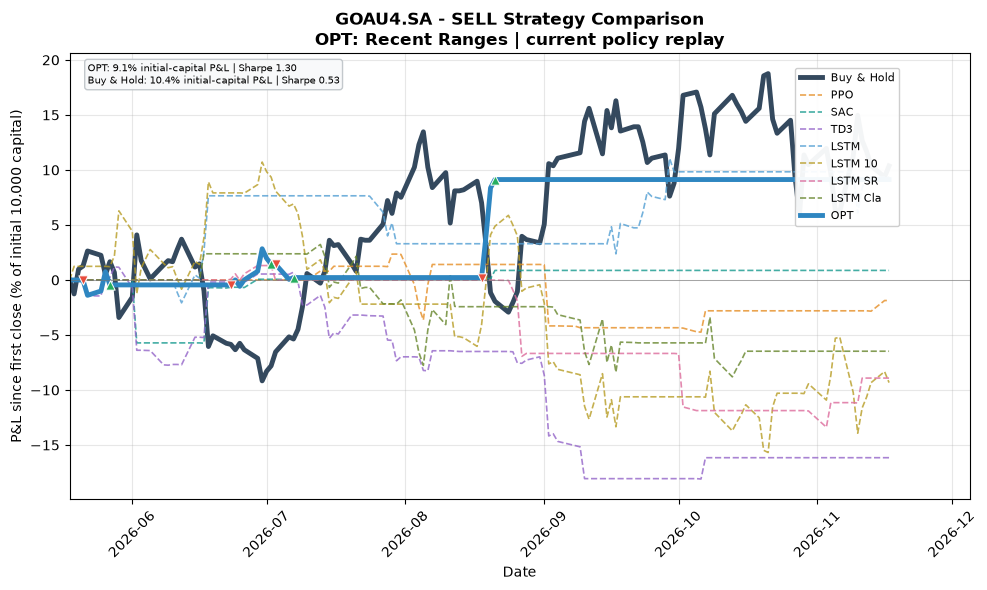 GOAU4.SA - SELL Strategy Comparison
OPT: Recent Ranges | current policy replay
OPT: 9.1% initial-capital P&L | Sharpe 1.30
Buy & Hold: 10.4% initial-capital P&L | Sharpe 0.53
Buy & Hold
PPO
SAC
TD3
LSTM
LSTM 10
LSTM SR
LSTM Cla
OPT
P&L since first close (% of initial 10,000 capital)
20
15
10
5
0
−5
−10
−15
2026-06
2026-07
2026-08
2026-09
2026-10
2026-11
2026-12
Date